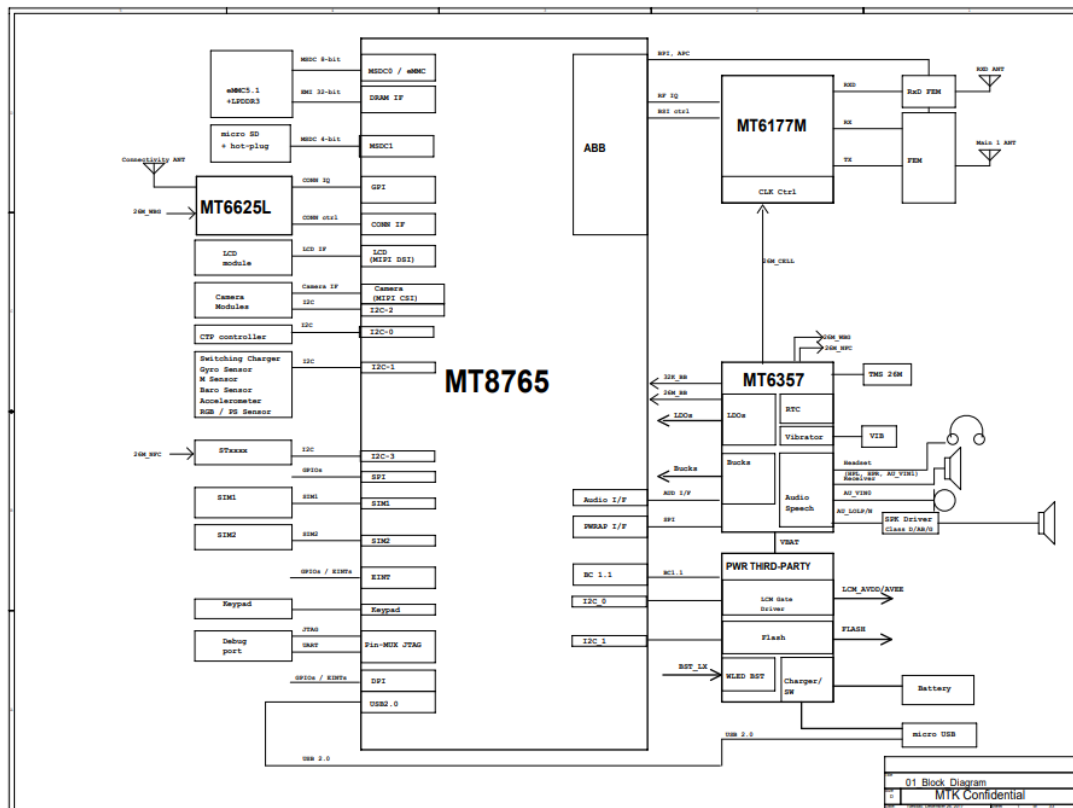 MSDC 8-bit
MSDC0 / eMMC
eMMC5.1
+LPDDR3
EMI 32-bit
DRAM IF
micro SD
+ hot-plug
MSDC 4-bit
MSDC1
Connectivity ANT
MT6625L
26M_WBG
CONN IQ
GPI
CONN ctrl
CONN IF
LCD
module
LCD IF
LCD
(MIPI DSI)
Camera
Modules
Camera IF
Camera
(MIPI CSI)
I2C
I2C-2
CTP controller
I2C
I2C-0
Switching Charger
Gyro Sensor
M Sensor
Baro Sensor
Accelerometer
RGB / PS Sensor
I2C
I2C-1
MT8765
26M_NFC
STxxxx
I2C
I2C-3
GPIOs
SPI
SIM1
SIM1
SIM1
SIM2
SIM2
SIM2
GPIOs / EINTs
EINT
Keypad
Keypad
Debug
port
JTAG
UART
Pin-MUX JTAG
GPIOs / EINTs
DPI
USB2.0
USB 2.0
ABB
BPI, APC
RF IQ
BSI ctrl
MT6177M
CLK Ctrl
RXD
RX
TX
RxD FEM
FEM
RXD ANT
Main 1 ANT
26M_CELL
26M_WBG
26M_NFC
MT6357
TMS 26M
32K_BB
26M_BB
LDOs
LDOs
RTC
Vibrator
VIB
Bucks
Bucks
Audio
Speech
Headset
(HPL, HPR, AU_VIN1)
Receiver
AU_VIN0
AU_LOLP/N
SPK Driver
Class D/AB/G
Audio I/F
AUD I/F
PWRAP I/F
SPI
VBAT
PWR THIRD-PARTY
BC 1.1
BC1.1
LCM Gate
Driver
LCM_AVDD/AVEE
I2C_0
I2C_1
Flash
FLASH
BST_LX
WLED BST
Charger/
SW
Battery
micro USB
USB 2.0
01_Block_Diagram
MTK Confidential